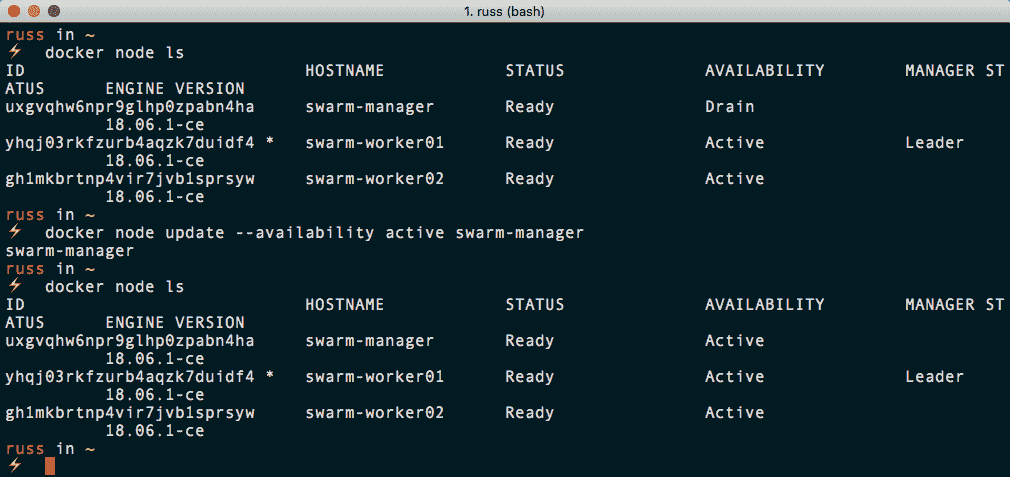 1. russ (bash)
russ in ~
⚡ docker node ls
ID HOSTNAME STATUS AVAILABILITY MANAGER ST
ATUS ENGINE VERSION
uxgvqhw6npr9glhp0zpabn4ha swarm-manager Ready Drain
18.06.1-ce
yhqj03rkfzurb4aqzk7duidf4 * swarm-worker01 Ready Active Leader
18.06.1-ce
gh1mkbrtnp4vir7jvb1sprsyw swarm-worker02 Ready Active
18.06.1-ce
russ in ~
⚡ docker node update --availability active swarm-manager
swarm-manager
russ in ~
⚡ docker node ls
ID HOSTNAME STATUS AVAILABILITY MANAGER ST
ATUS ENGINE VERSION
uxgvqhw6npr9glhp0zpabn4ha swarm-manager Ready Active
18.06.1-ce
yhqj03rkfzurb4aqzk7duidf4 * swarm-worker01 Ready Active Leader
18.06.1-ce
gh1mkbrtnp4vir7jvb1sprsyw swarm-worker02 Ready Active
18.06.1-ce
russ in ~
⚡